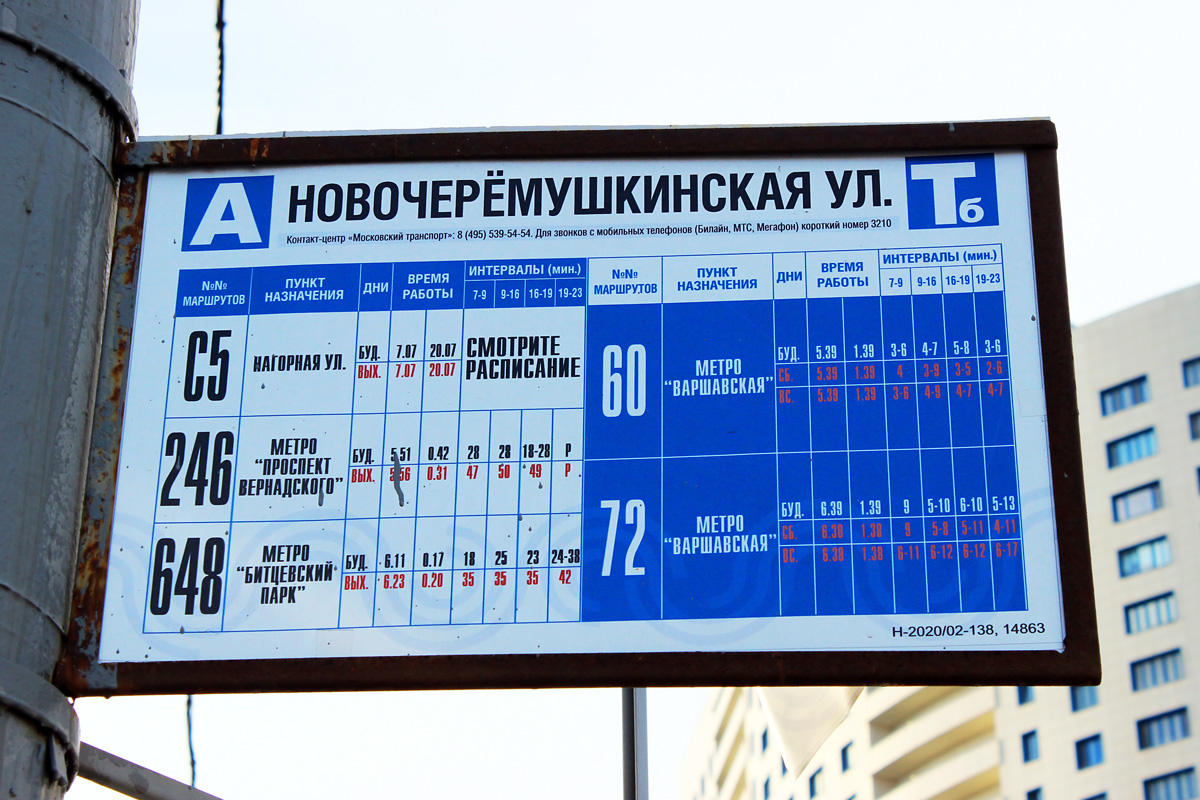 А НОВОЧЕРЁМУШКИНСКАЯ УЛ. Тб
Контакт-центр «Московский транспорт»: 8 (495) 539-54-54. Для звонков с мобильных телефонов (Билайн, МТС, Мегафон) короткий номер 3210
№№ МАРШРУТОВ ПУНКТ НАЗНАЧЕНИЯ ДНИ ВРЕМЯ РАБОТЫ ИНТЕРВАЛЫ (мин.)
7-9 9-16 16-19 19-23
С5 НАГОРНАЯ УЛ.
БУД. 7.07 20.07
ВЫХ. 7.07 20.07
СМОТРИТЕ
РАСПИСАНИЕ
246
МЕТРО
"ПРОСПЕКТ
ВЕРНАДСКОГО"
БУД. 5.51 0.42 28 28 18-28 Р
ВЫХ. 5.56 0.31 47 50 49 Р
648
МЕТРО
"БИТЦЕВСКИЙ
ПАРК"
БУД. 6.11 0.17 18 25 23 24-38
ВЫХ. 6.23 0.20 35 35 35 42
№№ МАРШРУТОВ ПУНКТ НАЗНАЧЕНИЯ ДНИ ВРЕМЯ РАБОТЫ ИНТЕРВАЛЫ (мин.)
7-9 9-16 16-19 19-23
60
МЕТРО
"ВАРШАВСКАЯ"
БУД. 5.39 1.39 3-6 4-7 5-8 3-6
СБ. 5.39 1.39 4 3-9 3-5 2-6
ВС. 5.39 1.39 3-6 4-9 4-7 4-7
72
МЕТРО
"ВАРШАВСКАЯ"
БУД. 6.39 1.39 9 5-10 6-10 5-13
СБ. 6.38 1.38 9 5-8 5-11 4-11
ВС. 6.38 1.38 6-11 6-12 6-12 6-17
Н-2020/02-138, 14863